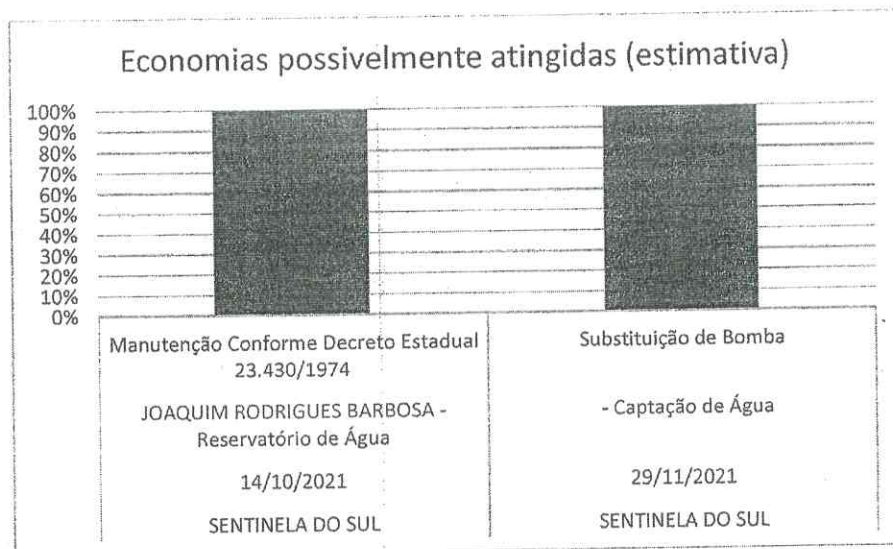 Economias possivelmente atingidas (estimativa)
100%
90%
80%
70%
60%
50%
40%
30%
20%
10%
0%
Manutenção Conforme Decreto Estadual
23.430/1974
JOAQUIM RODRIGUES BARBOSA -
Reservatório de Água
14/10/2021
SENTINELA DO SUL
Substituição de Bomba
- Captação de Água
29/11/2021
SENTINELA DO SUL